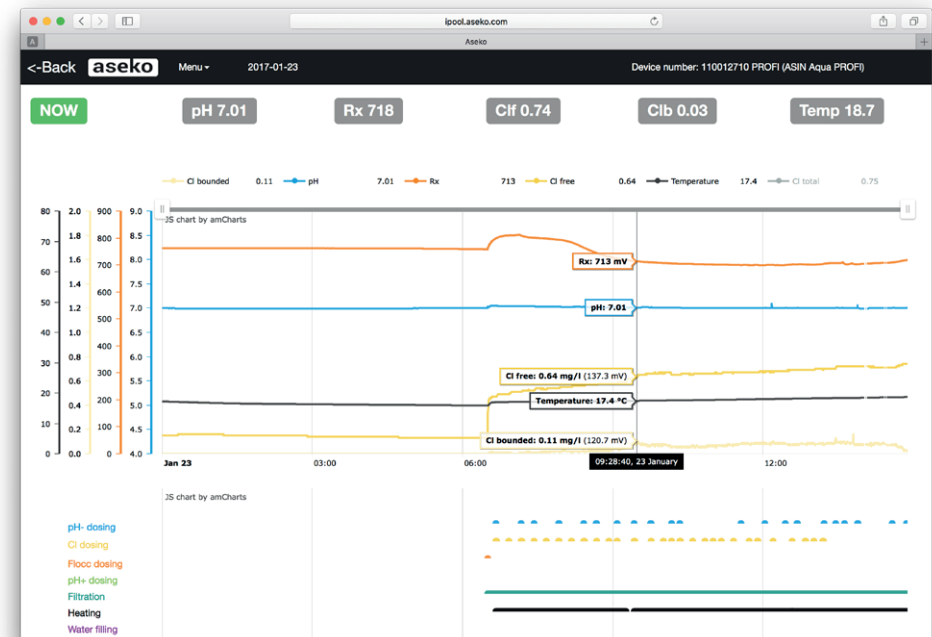 ipool.aseko.com
A
Aseko
+
<-Back aseko Menu 2017-01-23 Device number: 110012710 PROFI (ASIN Aqua PROFI)
NOW pH 7.01 Rx 718 Clf 0.74 Clb 0.03 Temp 18.7
Cl bounded 0.11 pH 7.01 Rx 713 Cl free 0.64 Temperature 17.4 Cl total 0.75
JS chart by amCharts
80 2.0 900 9.0
70 1.8 800 8.5
60 1.6 700 8.0
1.4 7.5
50 1.2 600 7.0
40 1.0 500 6.5
30 0.8 400 6.0
20 0.6 300 5.5
0.4 200 5.0
10 0.2 100 4.5
0 0.0 0 4.0
Rx: 713 mV
pH: 7.01
Cl free: 0.64 mg/l (137.3 mV)
Temperature: 17.4 °C
Cl bounded: 0.11 mg/l (120.7 mV)
Jan 23 03:00 06:00 09:28:40, 23 January 12:00
JS chart by amCharts
pH- dosing
Cl dosing
Flocc dosing
pH+ dosing
Filtration
Heating
Water filling